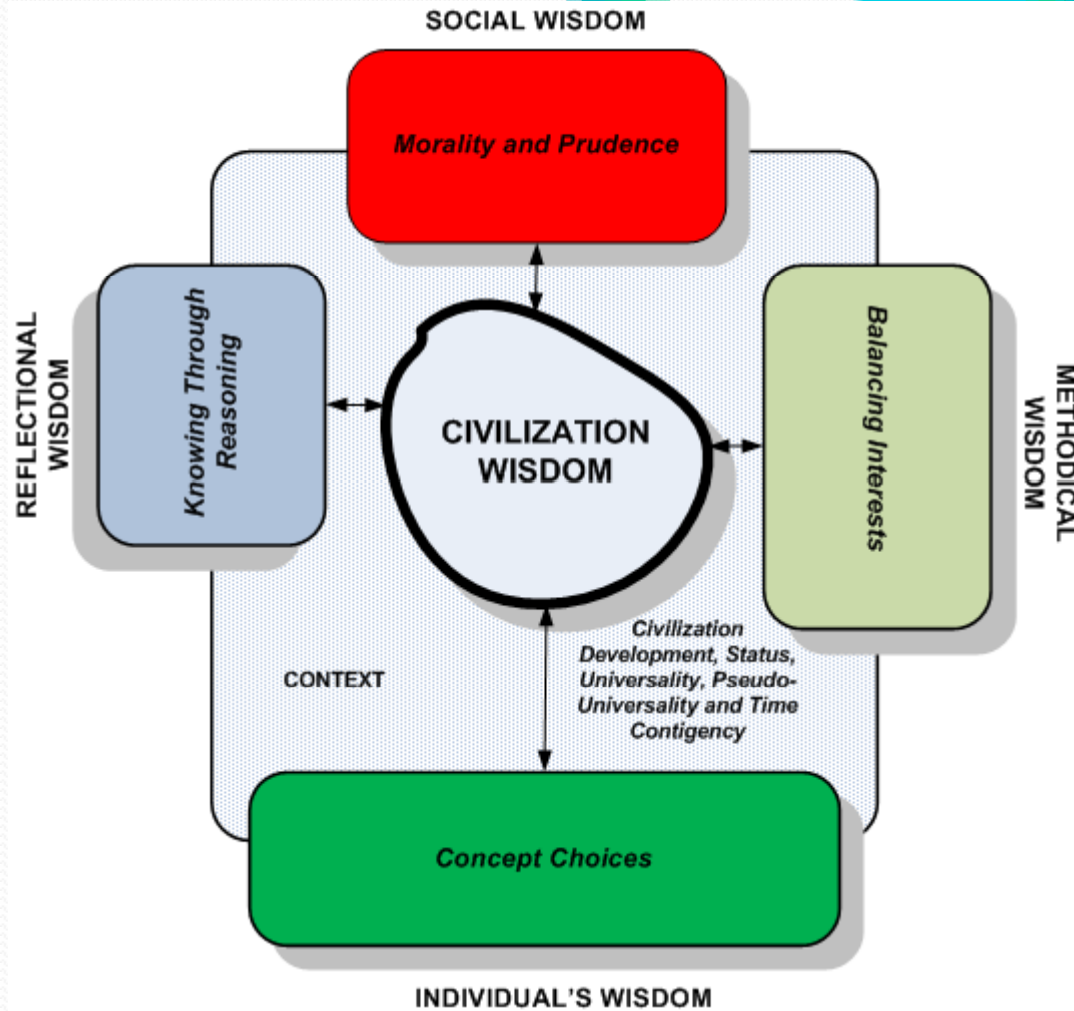 SOCIAL WISDOM
Morality and Prudence
REFLECTIONAL
WISDOM
Knowing Through
Reasoning
CIVILIZATION
WISDOM
Balancing Interests
METHODICAL
WISDOM
CONTEXT
Civilization
Development, Status,
Universality, Pseudo-
Universality and Time
Contigency
Concept Choices
INDIVIDUAL'S WISDOM